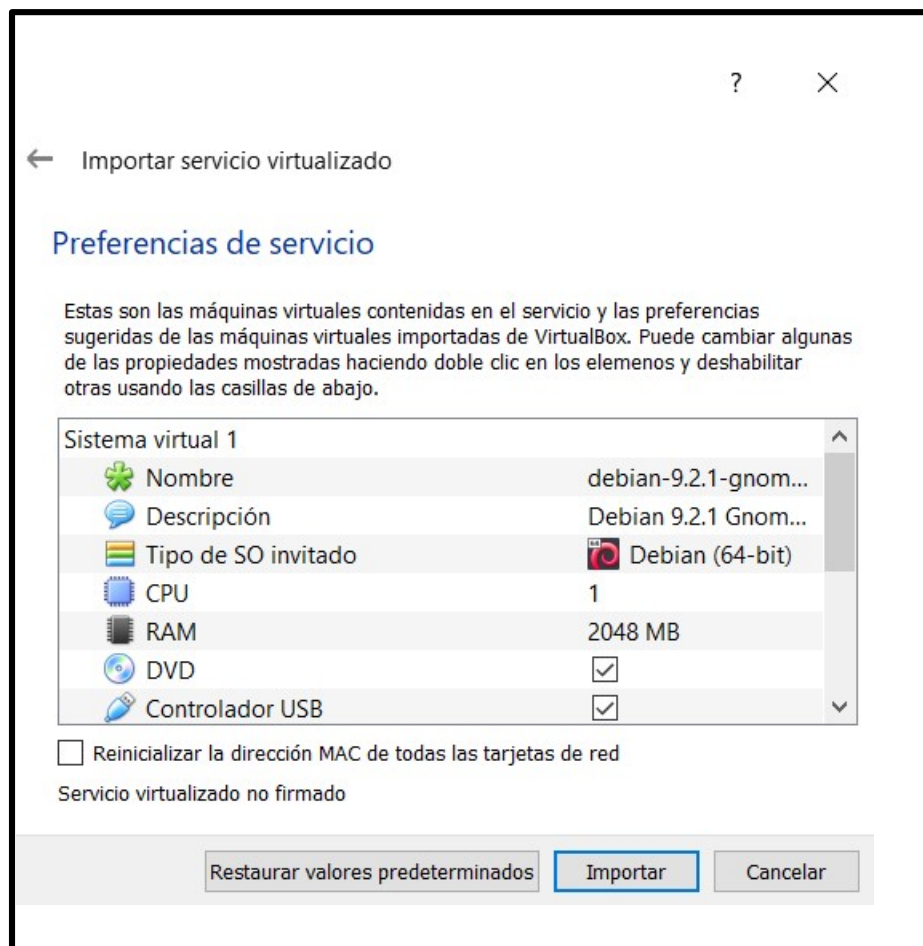 ?
Importar servicio virtualizado
Preferencias de servicio
Estas son las máquinas virtuales contenidas en el servicio y las preferencias
sugeridas de las máquinas virtuales importadas de VirtualBox. Puede cambiar algunas
de las propiedades mostradas haciendo doble clic en los elemenos y deshabilitar
otras usando las casillas de abajo.
Sistema virtual 1
Nombre debian-9.2.1-gnom...
Descripción Debian 9.2.1 Gnom...
Tipo de SO invitado Debian (64-bit)
CPU 1
RAM 2048 MB
DVD
Controlador USB
Reinicializar la dirección MAC de todas las tarjetas de red
Servicio virtualizado no firmado
Restaurar valores predeterminados Importar Cancelar